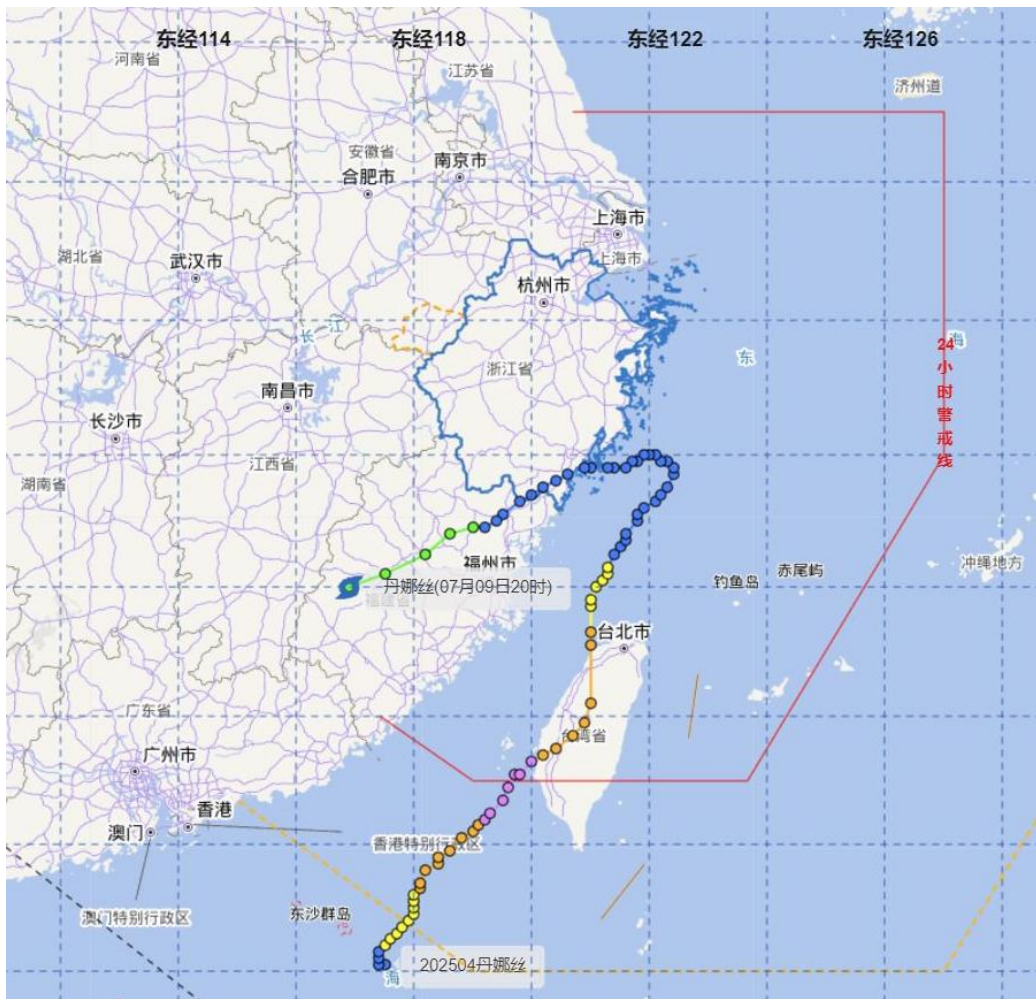 东经114
东经118
东经122
东经126
河南省
江苏省
济州道
安徽省
南京市
合肥市
上海市
上海市
湖北省
武汉市
杭州市
长
江
东
海
24
小
时
警
戒
线
浙江省
南昌市
长沙市
江西省
湖南省
福州市
丹娜丝(07月09日20时)
福建省
钓鱼岛
赤尾屿
冲绳地方
台北市
广东省
台湾省
广州市
香港
澳门
香港特别行政区
澳门特别行政区
东沙群岛
202504丹娜丝
海